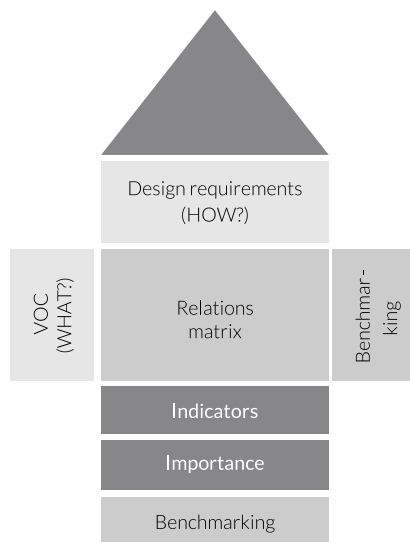 Design requirements
(HOW?)
VOC
(WHAT?)
Relations
matrix
Benchmar-
king
Indicators
Importance
Benchmarking